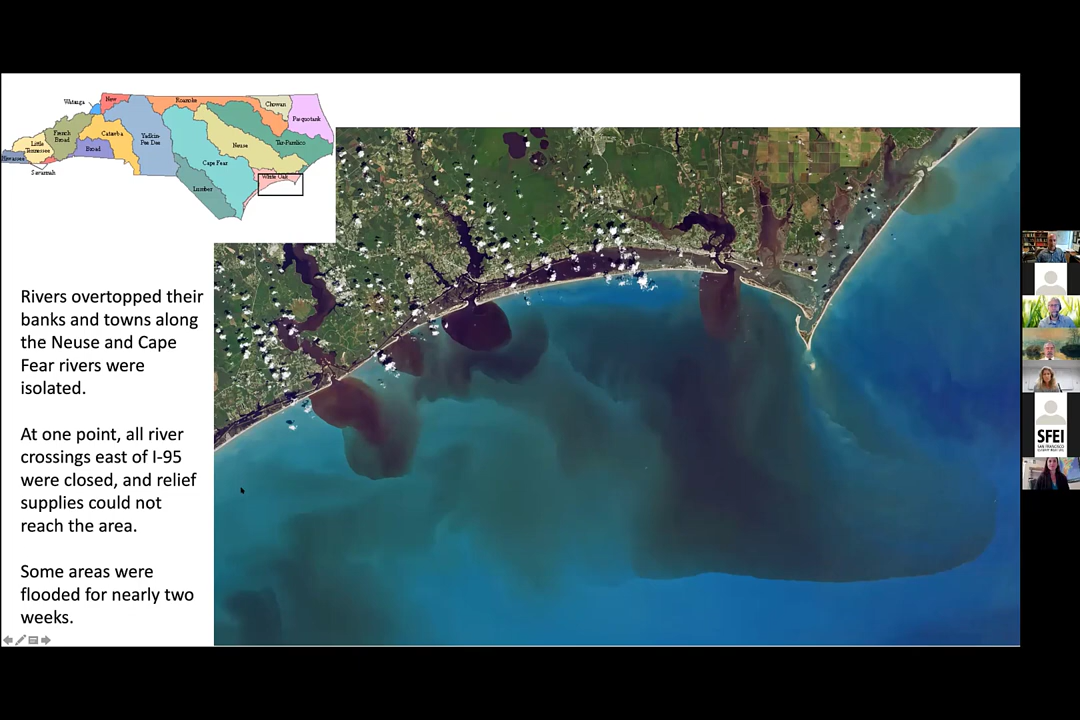 Watauga
New
Roanoke
Chowan
Pasquotank
French
Broad
Catawba
Yadkin-
Pee Dee
Tar-Pamlico
Little
Tennessee
Broad
Neuse
Hiwassee
Cape Fear
Savannah
White Oak
Lumber
Rivers overtopped their
banks and towns along
the Neuse and Cape
Fear rivers were
isolated.
At one point, all river
crossings east of I-95
were closed, and relief
supplies could not
reach the area.
Some areas were
flooded for nearly two
weeks.
SFEI